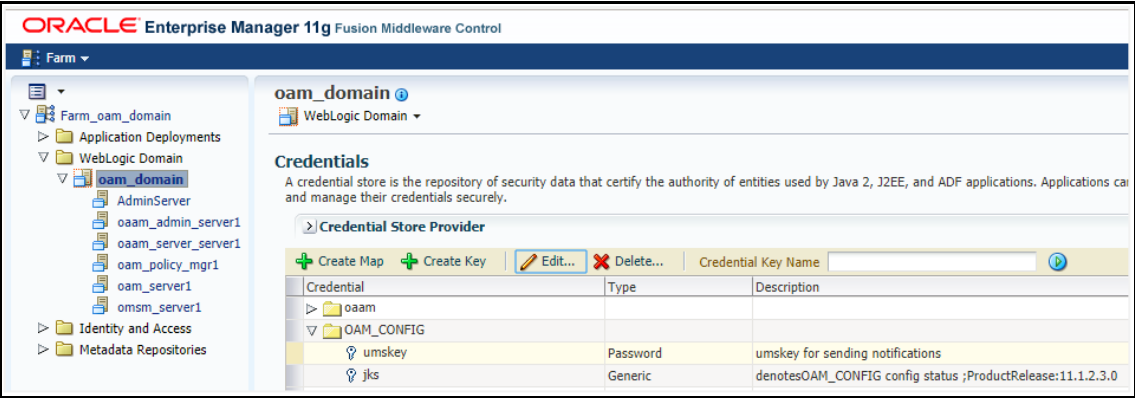 ORACLE Enterprise Manager 11g Fusion Middleware Control
Farm
Farm_oam_domain
Application Deployments
WebLogic Domain
oam_domain
AdminServer
oaam_admin_server1
oaam_server_server1
oam_policy_mgr1
oam_server1
omsm_server1
Identity and Access
Metadata Repositories
oam_domain
WebLogic Domain
Credentials
A credential store is the repository of security data that certify the authority of entities used by Java 2, J2EE, and ADF applications. Applications ca
and manage their credentials securely.
Credential Store Provider
Create Map Create Key Edit... Delete... Credential Key Name
Credential Type Description
oaam
OAM_CONFIG
umskey Password umskey for sending notifications
jks Generic denotesOAM_CONFIG config status ;ProductRelease:11.1.2.3.0